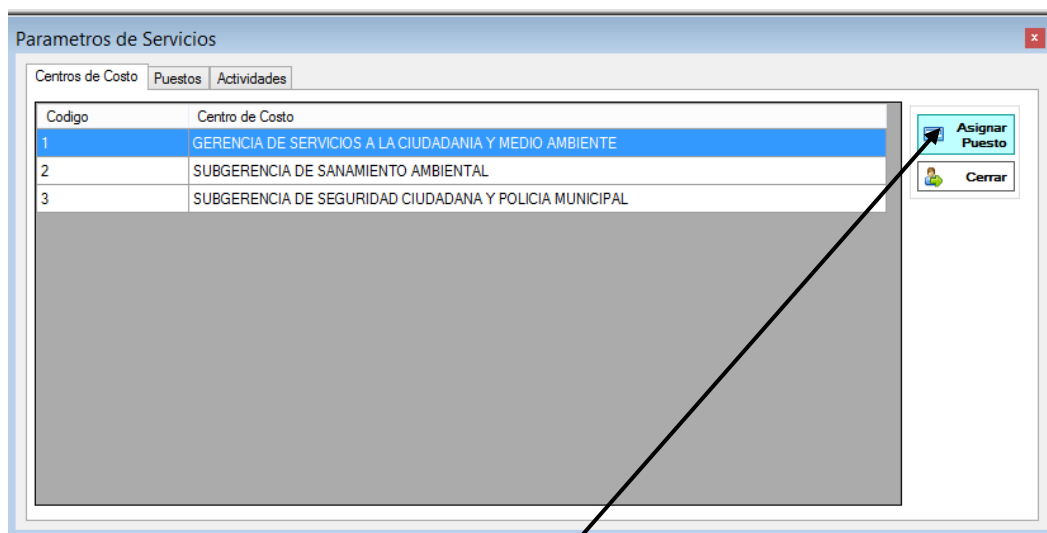 Parametros de Servicios
x
Centros de Costo Puestos Actividades
Codigo Centro de Costo
1 GERENCIA DE SERVICIOS A LA CIUDADANIA Y MEDIO AMBIENTE
2 SUBGERENCIA DE SANAMIENTO AMBIENTAL
3 SUBGERENCIA DE SEGURIDAD CIUDADANA Y POLICIA MUNICIPAL
Asignar
Puesto
Cerrar